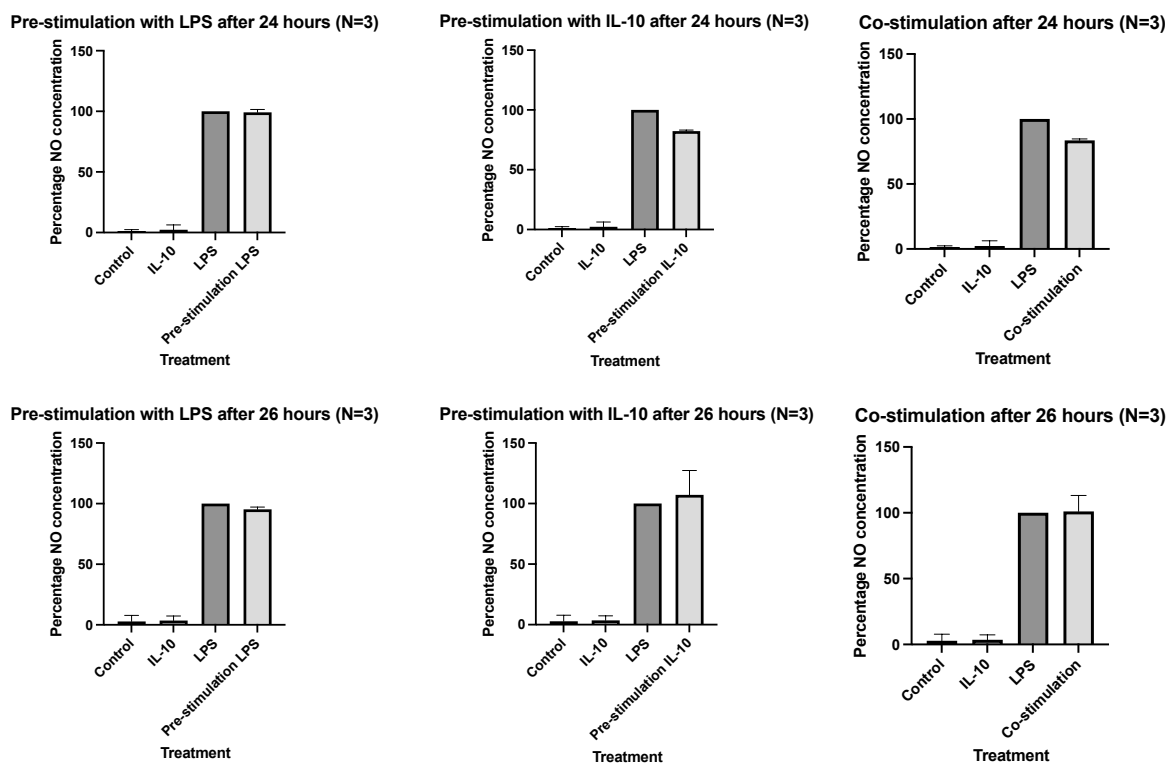 Pre-stimulation with LPS after 24 hours (N=3)
Percentage NO concentration
150
100
50
0
Control
IL-10
LPS
Pre-stimulation LPS
Treatment
Pre-stimulation with IL-10 after 24 hours (N=3)
Percentage NO concentration
150
100
50
0
Control
IL-10
LPS
Pre-stimulation IL-10
Treatment
Co-stimulation after 24 hours (N=3)
Percentage NO concentration
150
100
50
0
Control
IL-10
LPS
Co-stimulation
Treatment
Pre-stimulation with LPS after 26 hours (N=3)
Percentage NO concentration
150
100
50
0
Control
IL-10
LPS
Pre-stimulation LPS
Treatment
Pre-stimulation with IL-10 after 26 hours (N=3)
Percentage NO concentration
150
100
50
0
Control
IL-10
LPS
Pre-stimulation IL-10
Treatment
Co-stimulation after 26 hours (N=3)
Percentage NO concentration
150
100
50
0
Control
IL-10
LPS
Co-stimulation
Treatment